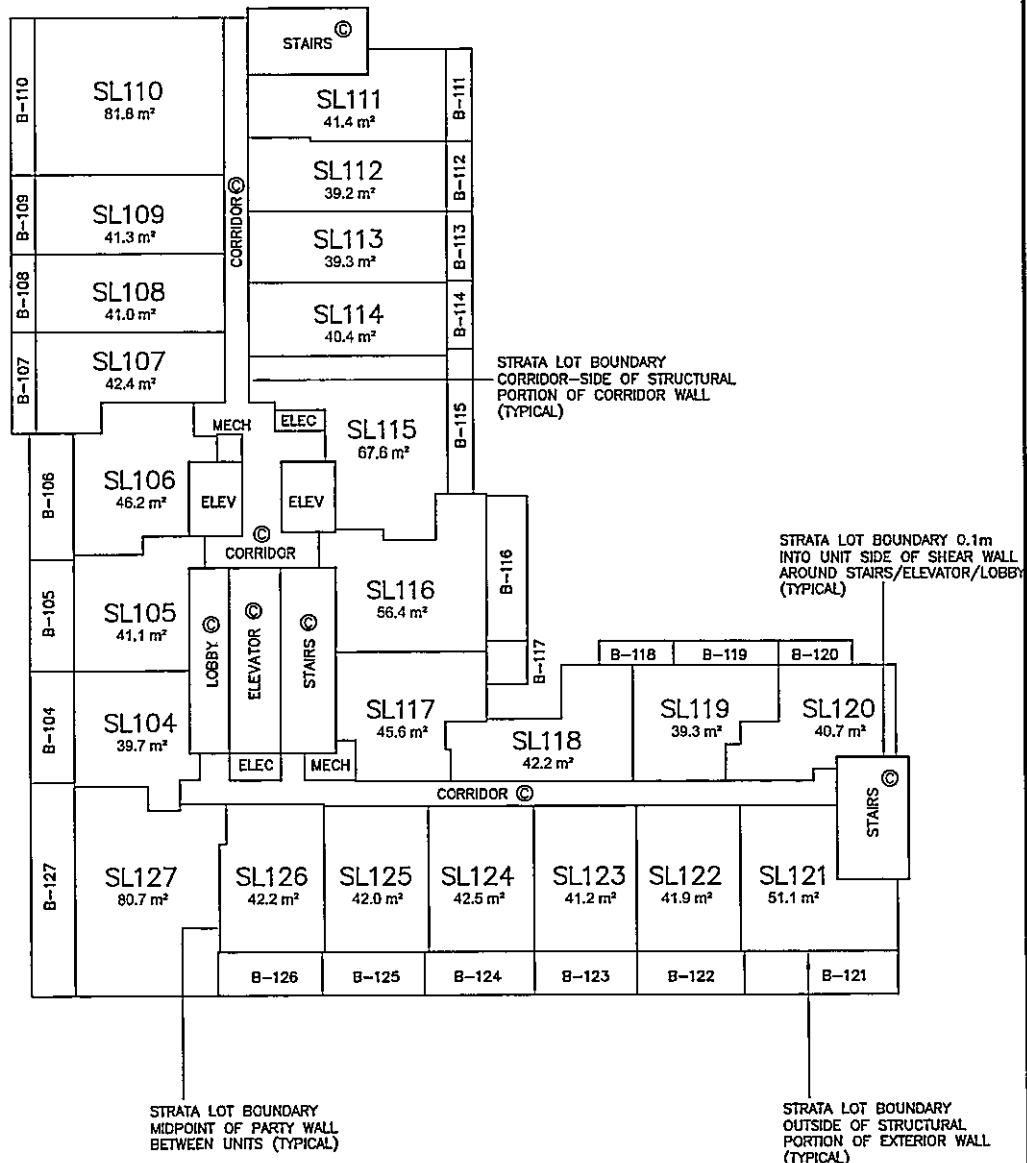 STAIRS ©
B-110
SL110
81.8 m²
SL111
41.4 m²
B-111
CORRIDOR ©
SL112
39.2 m²
B-112
B-109
SL109
41.3 m²
SL113
39.3 m²
B-113
B-108
SL108
41.0 m²
SL114
40.4 m²
B-114
B-107
SL107
42.4 m²
STRATA LOT BOUNDARY
CORRIDOR-SIDE OF STRUCTURAL
PORTION OF CORRIDOR WALL
(TYPICAL)
MECH
ELEC
SL115
67.6 m²
B-115
B-106
SL106
46.2 m²
ELEV
ELEV
©
CORRIDOR
B-116
STRATA LOT BOUNDARY 0.1m
INTO UNIT SIDE OF SHEAR WALL
AROUND STAIRS/ELEVATOR/LOBBY
(TYPICAL)
B-105
SL105
41.1 m²
LOBBY ©
ELEVATOR ©
STAIRS ©
SL116
56.4 m²
B-117
B-118
B-119
B-120
B-104
SL104
39.7 m²
SL117
45.6 m²
SL118
42.2 m²
SL119
39.3 m²
SL120
40.7 m²
ELEC
MECH
CORRIDOR ©
STAIRS ©
B-127
SL127
80.7 m²
SL126
42.2 m²
SL125
42.0 m²
SL124
42.5 m²
SL123
41.2 m²
SL122
41.9 m²
SL121
51.1 m²
B-126
B-125
B-124
B-123
B-122
B-121
STRATA LOT BOUNDARY
MIDPOINT OF PARTY WALL
BETWEEN UNITS (TYPICAL)
STRATA LOT BOUNDARY
OUTSIDE OF STRUCTURAL
PORTION OF EXTERIOR WALL
(TYPICAL)